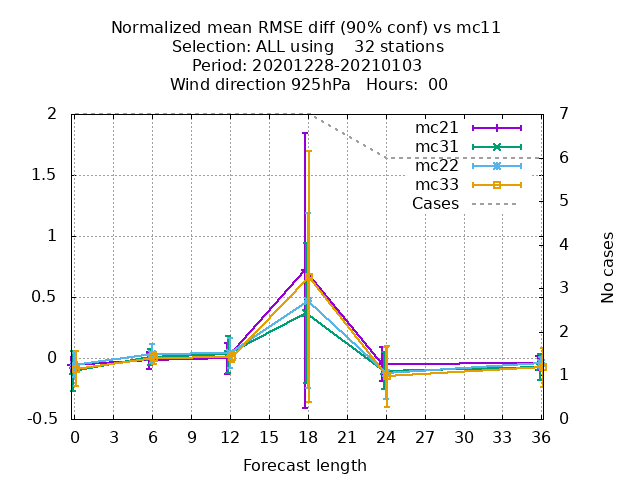 Normalized mean RMSE diff (90% conf) vs mc11
Selection: ALL using    32 stations
Period: 20201228-20210103
Wind direction 925hPa   Hours:  00
2
1.5
1
0.5
0
-0.5
7
6
5
4
3
2
1
0
mc21
mc31
mc22
mc33
Cases
No cases
0 3 6 9 12 15 18 21 24 27 30 33 36
Forecast length